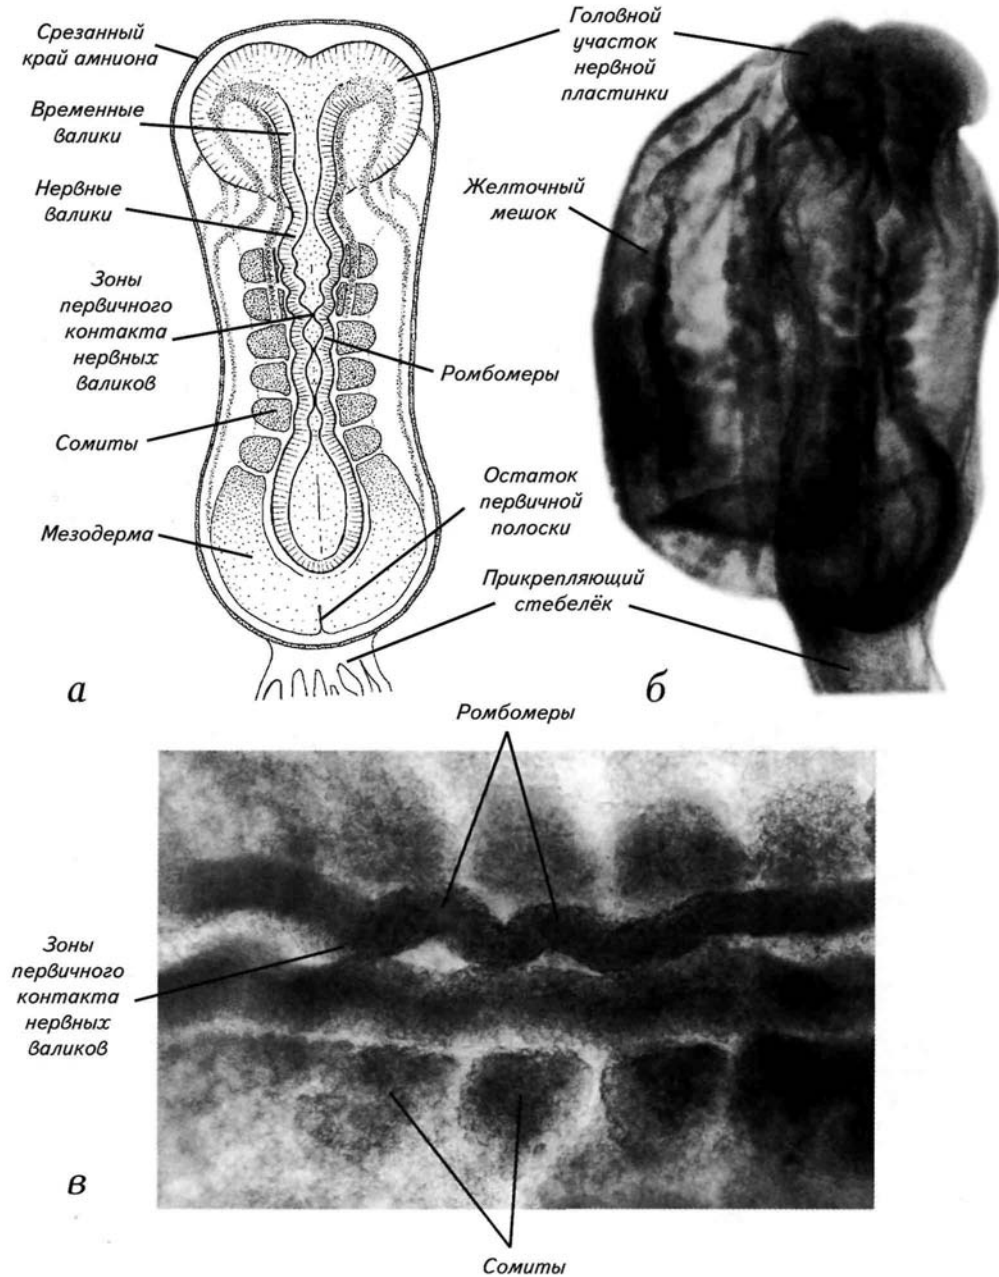 Срезанный
край амниона
Временные
валики
Нервные
валики
Зоны
первичного
контакта
нервных
валиков
Сомиты
Мезодерма
Головной
участок
нервной
пластинки
Желточный
мешок
Ромбомеры
Остаток
первичной
полоски
Прикрепляющий
стебелёк
а
б
Ромбомеры
Зоны
первичного
контакта
нервных
валиков
в
Сомиты